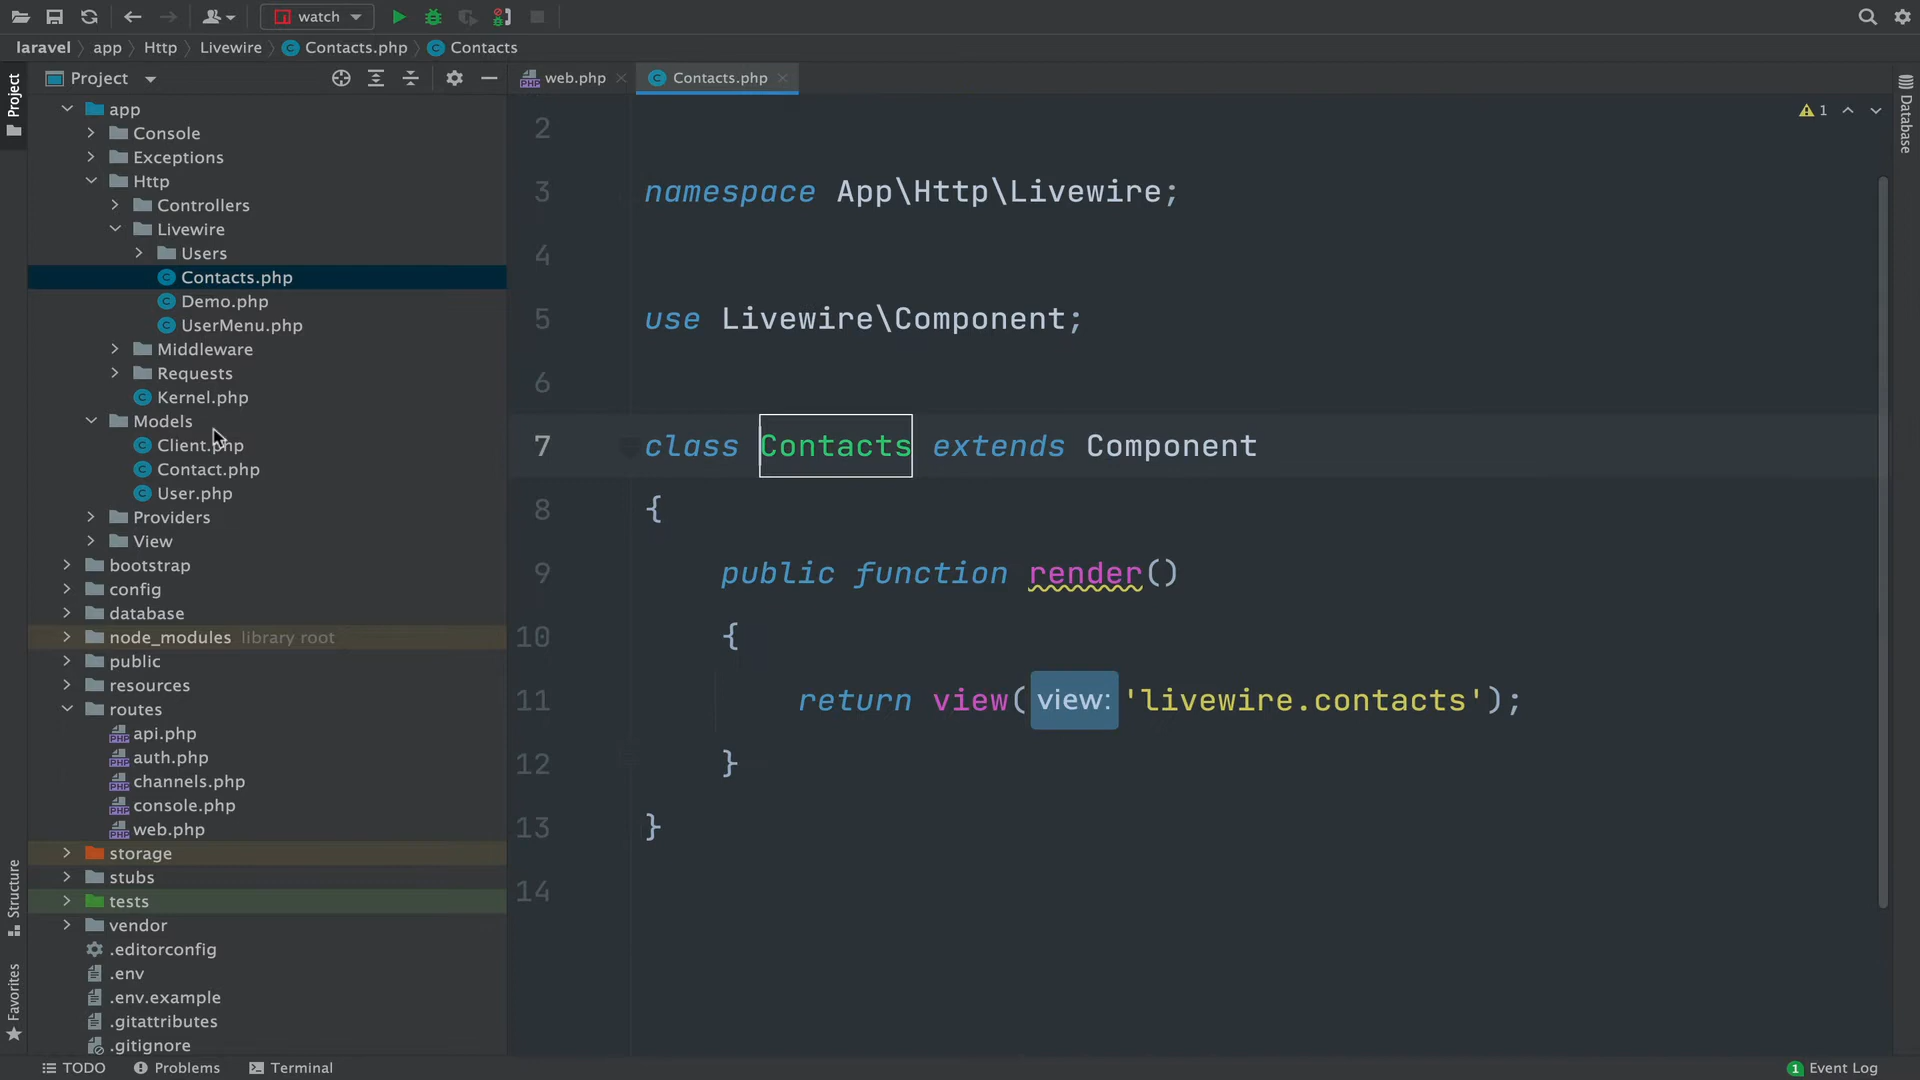 watch
laravel app Http Livewire Contacts.php Contacts
Project
Project
web.php
Contacts.php
Database
1
app
Console
Exceptions
Http
Controllers
Livewire
Users
Contacts.php
Demo.php
UserMenu.php
Middleware
Requests
Kernel.php
Models
Client.php
Contact.php
User.php
Providers
View
bootstrap
config
database
node_modules library root
public
resources
routes
api.php
auth.php
channels.php
console.php
web.php
storage
stubs
tests
vendor
.editorconfig
.env
.env.example
.gitattributes
.gitignore
2
3 namespace App\Http\Livewire;
4
5 use Livewire\Component;
6
7 class Contacts extends Component
8 {
9 public function render()
10 {
11 return view( view: 'livewire.contacts');
12 }
13 }
14
Structure
Favorites
TODO Problems Terminal
1 Event Log